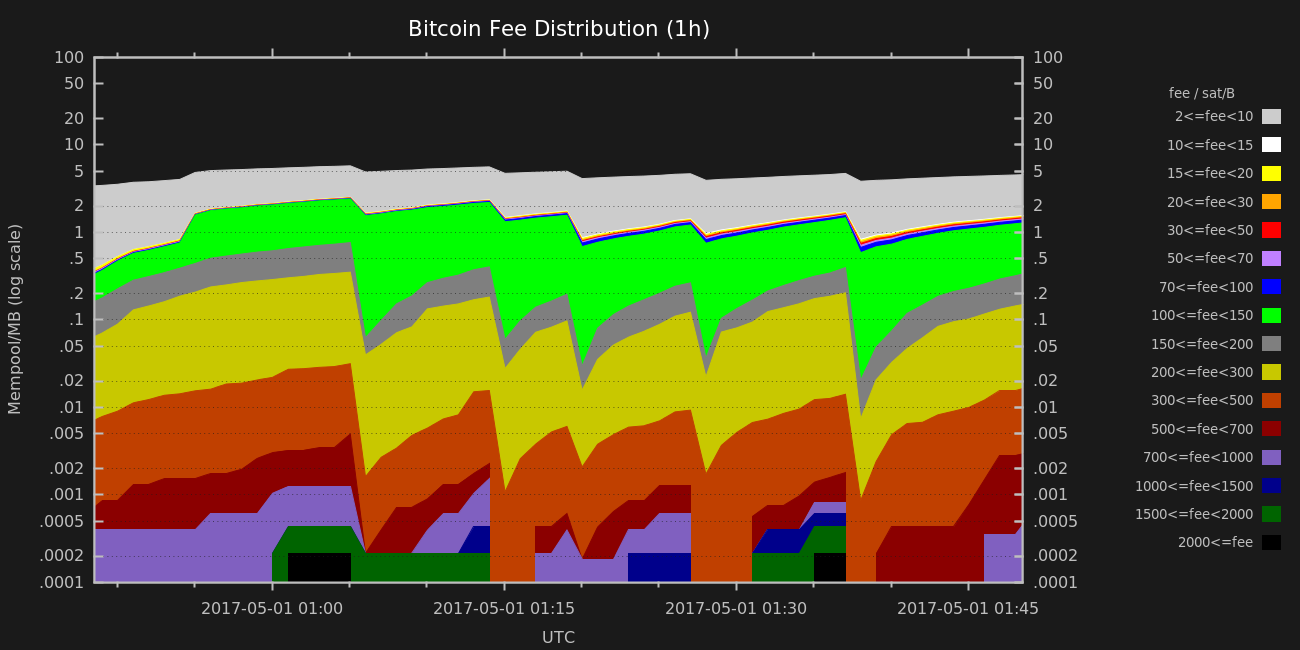 Bitcoin Fee Distribution (1h)
100 100
50 50
20 20
10 10
5 5
2 2
1 1
.5 .5
.2 .2
.1 .1
.05 .05
.02 .02
.01 .01
.005 .005
.002 .002
.001 .001
.0005 .0005
.0002 .0002
.0001 .0001
Mempool/MB (log scale)
2017-05-01 01:00 2017-05-01 01:15 2017-05-01 01:30 2017-05-01 01:45
UTC
fee / sat/B
2<=fee<10
10<=fee<15
15<=fee<20
20<=fee<30
30<=fee<50
50<=fee<70
70<=fee<100
100<=fee<150
150<=fee<200
200<=fee<300
300<=fee<500
500<=fee<700
700<=fee<1000
1000<=fee<1500
1500<=fee<2000
2000<=fee